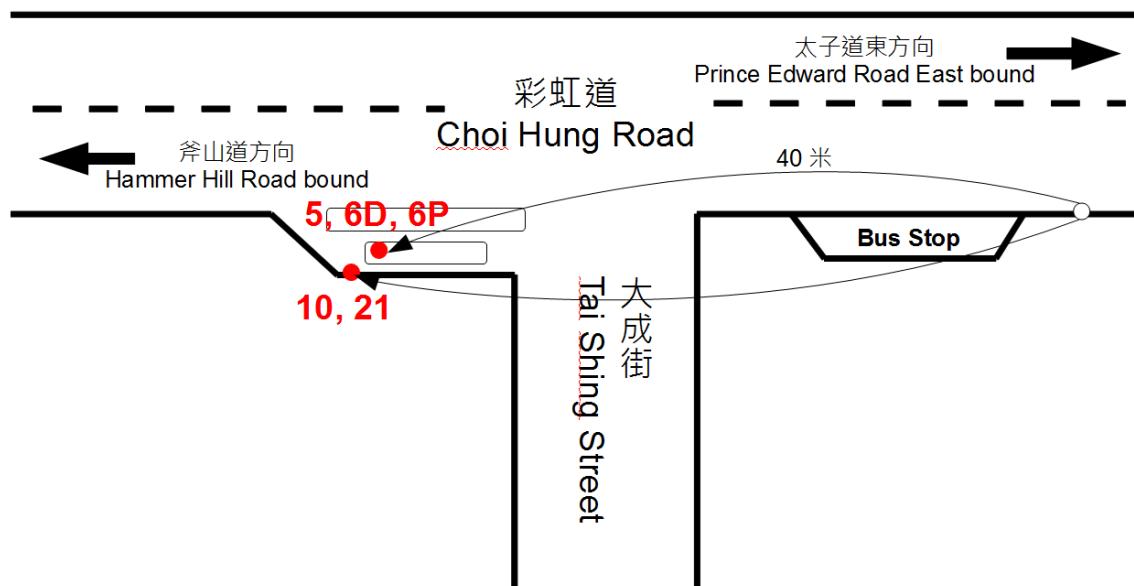 太子道東方向
Prince Edward Road East bound
彩虹道
Choi Hung Road
斧山道方向
Hammer Hill Road bound
40 米
5, 6D, 6P
Bus Stop
10, 21
大成街
Tai Shing Street